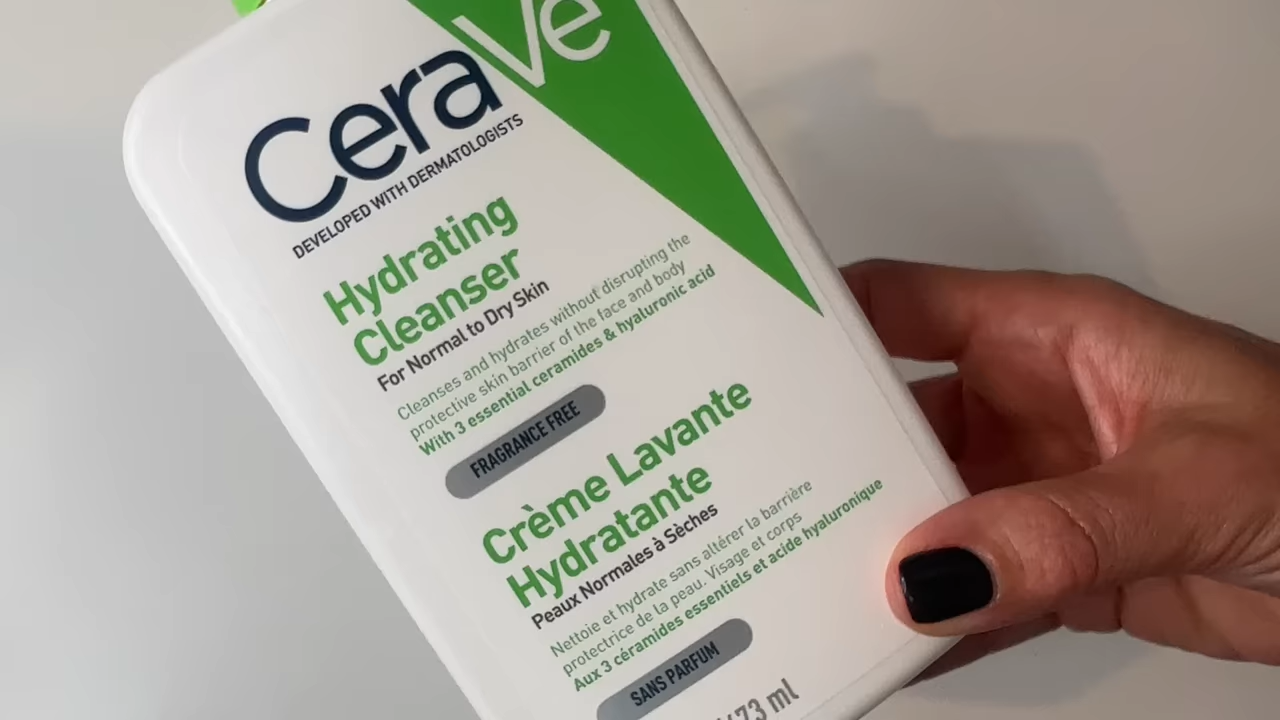 CeraVe
DEVELOPED WITH DERMATOLOGISTS
Hydrating
Cleanser
For Normal to Dry Skin
Cleanses and hydrates without disrupting the
protective skin barrier of the face and body
With 3 essential ceramides & hyaluronic acid
FRAGRANCE FREE
Crème Lavante
Hydratante
Peaux Normales à Sèches
Nettoie et hydrate sans altérer la barrière
protectrice de la peau. Visage et corps
Aux 3 céramides essentiels et acide hyaluronique
SANS PARFUM
ml